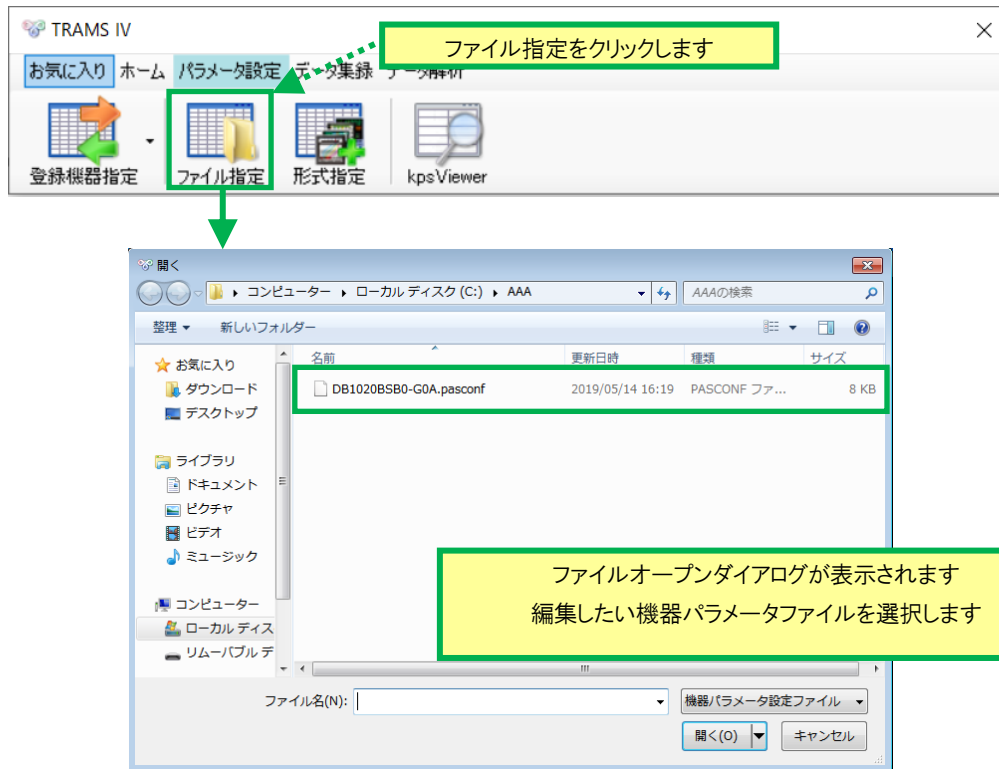 TRAMS IV
ファイル指定をクリックします
お気に入り ホーム パラメータ設定 データ集録 データ解析
登録機器指定 ファイル指定 形式指定 kpsViewer
開く
コンピューター ローカル ディスク (C:) AAA AAAの検索
整理 新しいフォルダー
お気に入り
ダウンロード
デスクトップ
ライブラリ
ドキュメント
ピクチャ
ビデオ
ミュージック
コンピューター
ローカル ディス
リムーバブル デ
名前 更新日時 種類 サイズ
DB1020BSB0-G0A.pasconf 2019/05/14 16:19 PASCONF ファ... 8 KB
ファイルオープンダイアログが表示されます
編集したい機器パラメータファイルを選択します
ファイル名(N): 機器パラメータ設定ファイル
開く(O) キャンセル